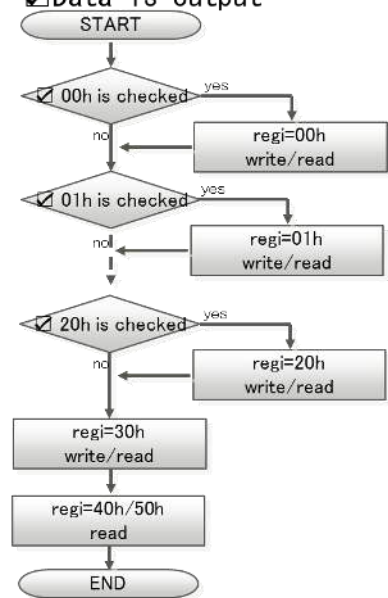 ☑Data is output
START
☑ 00h is checked
yes
no
regi=00h
write/read
☑ 01h is checked
yes
no
regi=01h
write/read
☑ 20h is checked
yes
no
regi=20h
write/read
regi=30h
write/read
regi=40h/50h
read
END